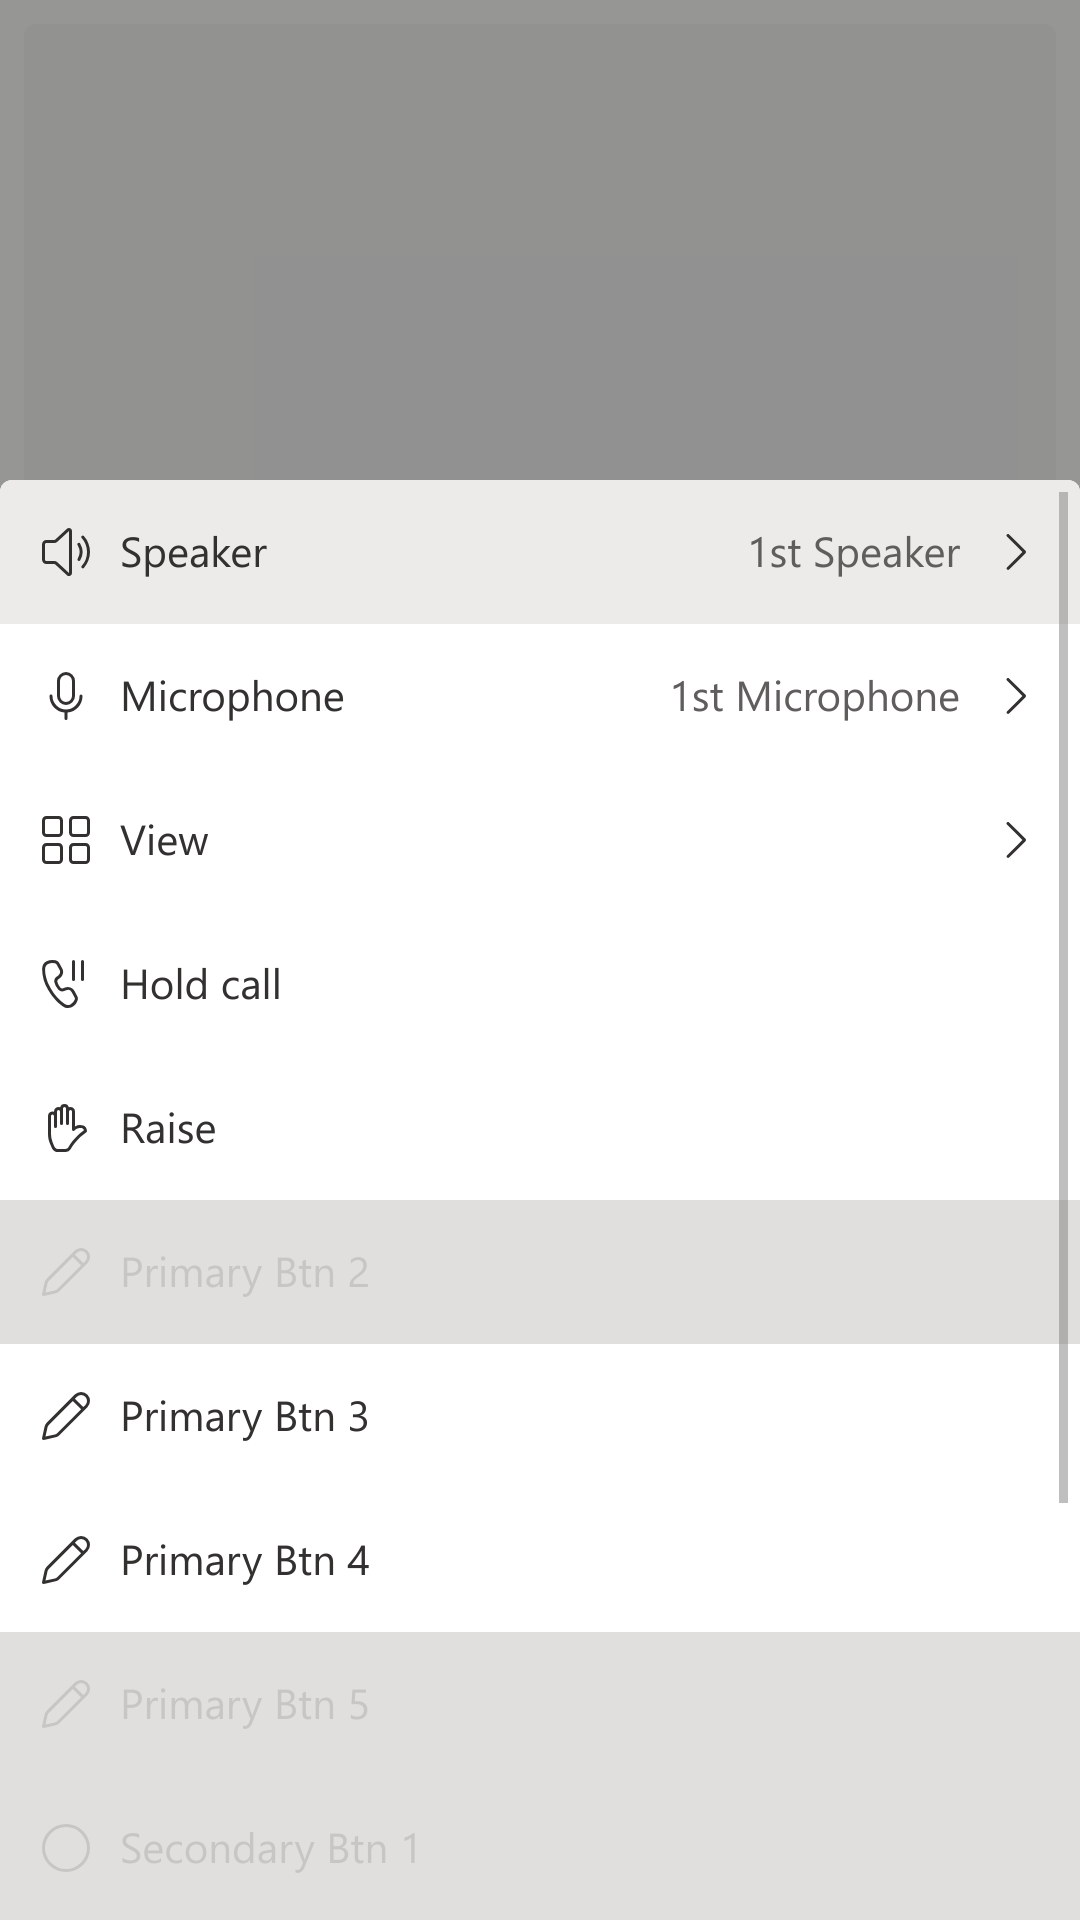 Speaker 1st Speaker
Microphone 1st Microphone
View
Hold call
Raise
Primary Btn 2
Primary Btn 3
Primary Btn 4
Primary Btn 5
Secondary Btn 1